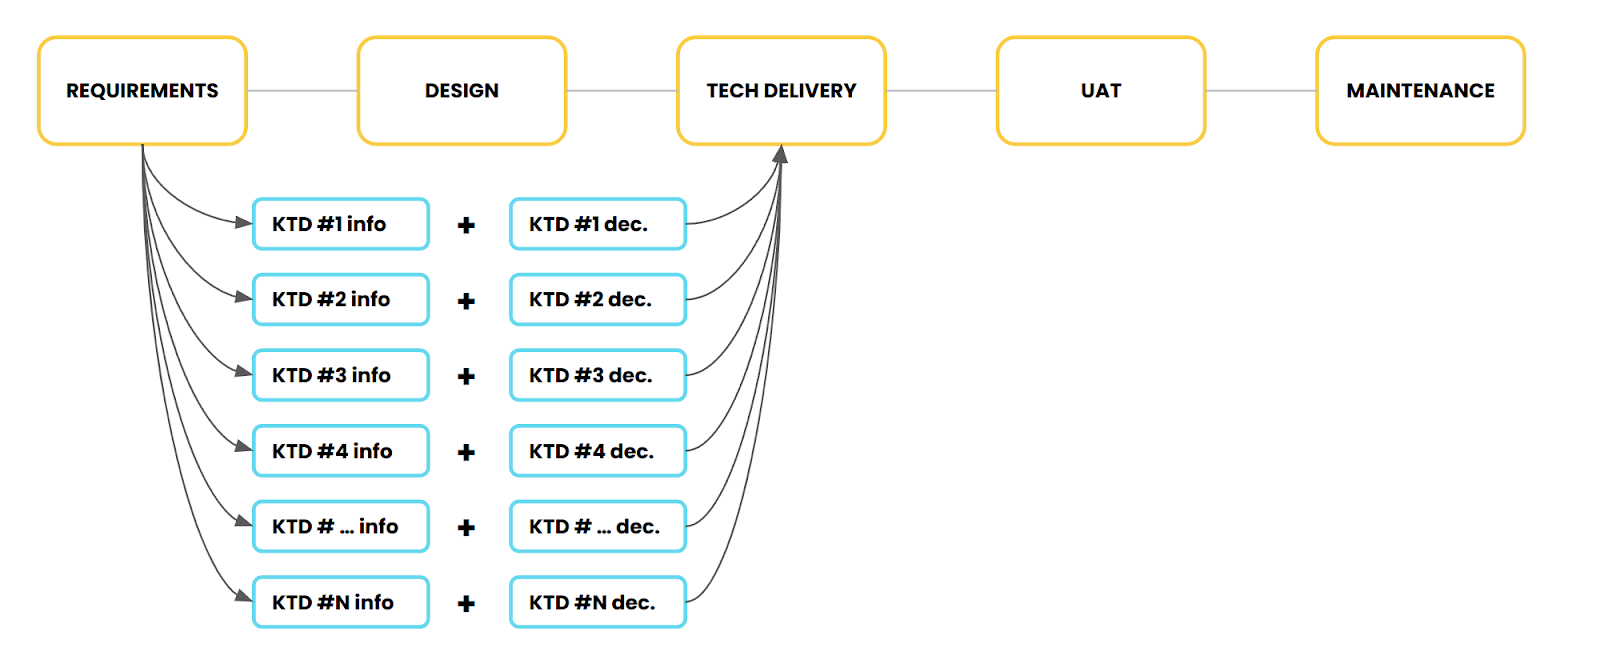 REQUIREMENTS
DESIGN
TECH DELIVERY
UAT
MAINTENANCE
KTD #1 info + KTD #1 dec.
KTD #2 info + KTD #2 dec.
KTD #3 info + KTD #3 dec.
KTD #4 info + KTD #4 dec.
KTD # ... info + KTD # ... dec.
KTD #N info + KTD #N dec.